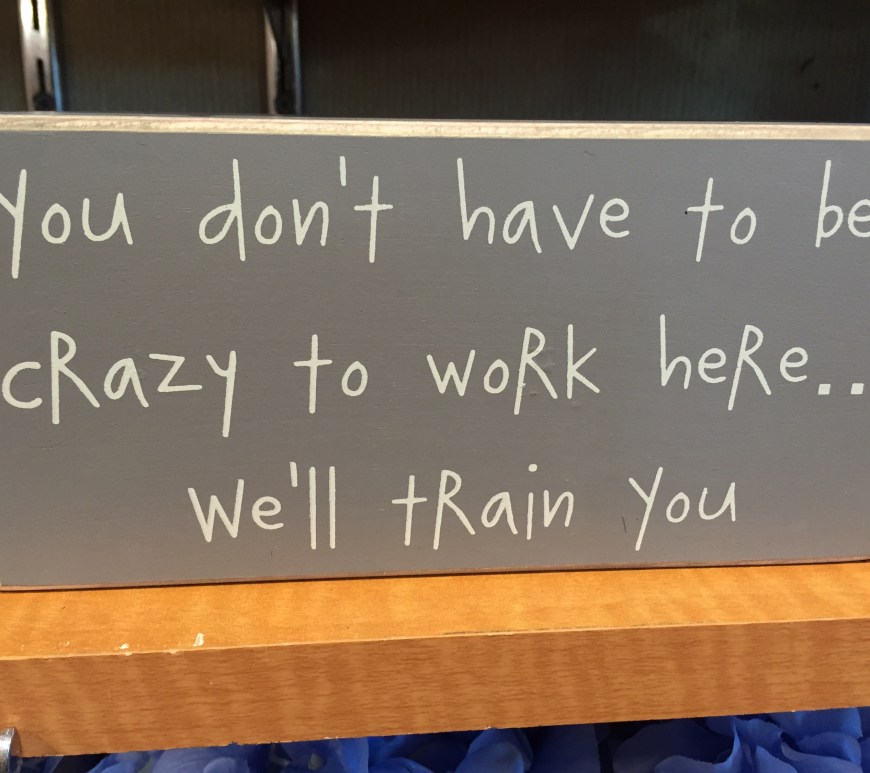 you don't have to be
cRazy to woRk heRe..
We'll tRain you